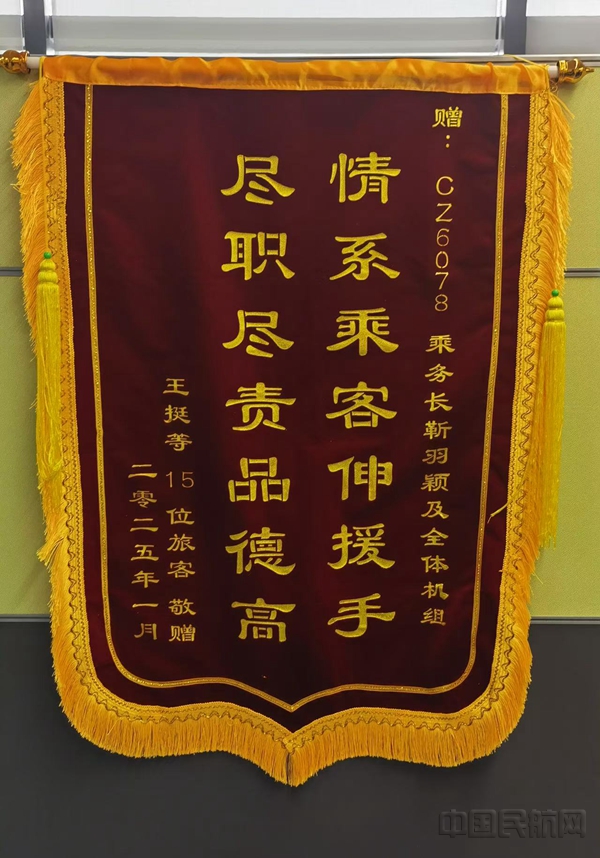 赠：CZ6078 乘务长靳羽颖及全体机组
情系乘客伸援手
尽职尽责品德高
王挺等 15 位旅客 敬赠
二零二五年一月
中国民航网